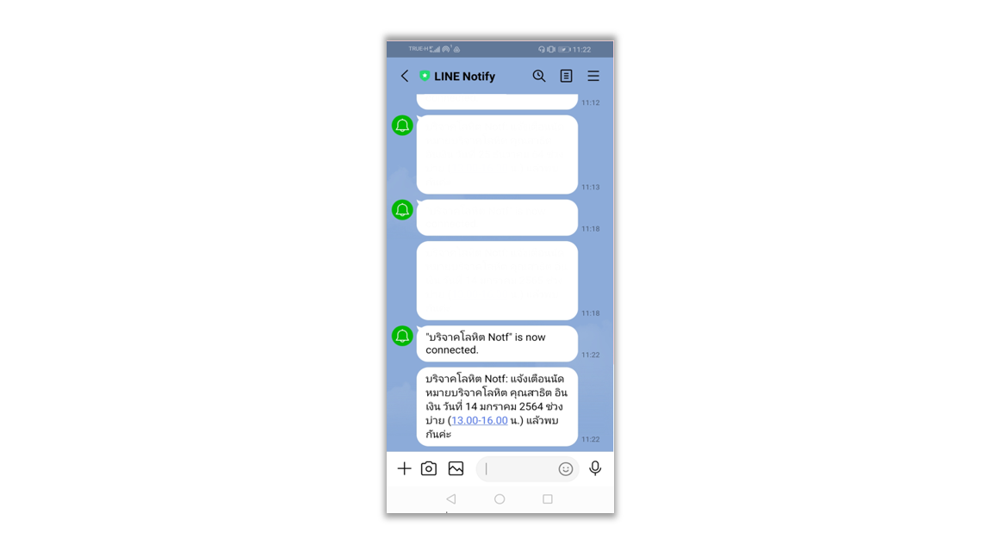 TRUE-H
11:22
LINE Notify
11:12
11:13
11:18
11:18
"บริจาคโลหิต Notf" is now
connected.
11:22
บริจาคโลหิต Notf: แจ้งเตือนนัด
หมายบริจาคโลหิต คุณสาธิต อิน
เงิน วันที่ 14 มกราคม 2564 ช่วง
บ่าย (13.00-16.00 น.) แล้วพบ
กันค่ะ
11:22